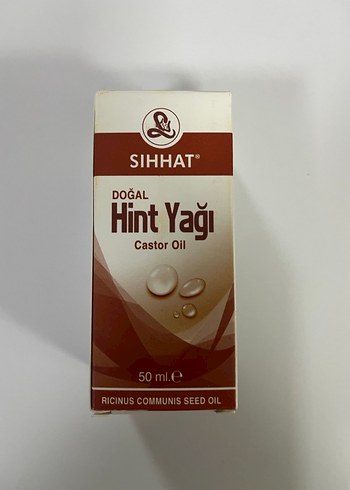 SIHHAT®
DOĞAL
Hint Yağı
Castor Oil
50 ml.℮
RICINUS COMMUNIS SEED OIL